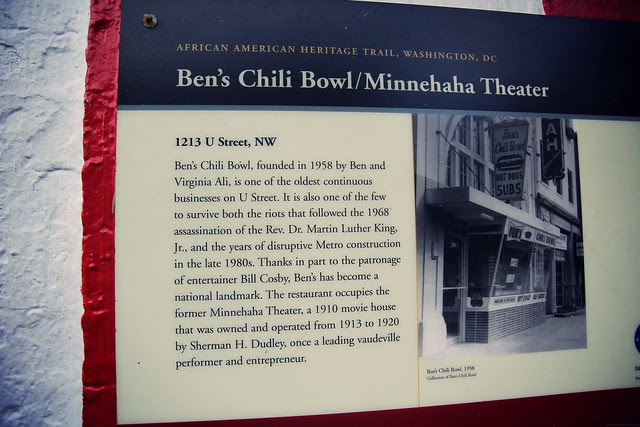 AFRICAN AMERICAN HERITAGE TRAIL, WASHINGTON, DC
Ben's Chili Bowl/Minnehaha Theater
1213 U Street, NW
Ben's Chili Bowl, founded in 1958 by Ben and
Virginia Ali, is one of the oldest continuous
businesses on U Street. It is also one of the few
to survive both the riots that followed the 1968
assassination of the Rev. Dr. Martin Luther King,
Jr., and the years of disruptive Metro construction
in the late 1980s. Thanks in part to the patronage
of entertainer Bill Cosby, Ben's has become a
national landmark. The restaurant occupies the
former Minnehaha Theater, a 1910 movie house
that was owned and operated from 1913 to 1920
by Sherman H. Dudley, once a leading vaudeville
performer and entrepreneur.
Ben's
Chili Bowl
HOT DOGS
SUBS
AH
CHILI BOWL
Ben's Chili Bowl, 1958
Collection of Ben's Chili Bowl